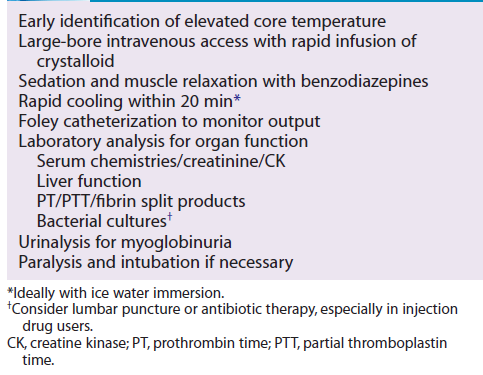 Early identification of elevated core temperature
Large-bore intravenous access with rapid infusion of
crystalloid
Sedation and muscle relaxation with benzodiazepines
Rapid cooling within 20 min*
Foley catheterization to monitor output
Laboratory analysis for organ function
Serum chemistries/creatinine/CK
Liver function
PT/PTT/fibrin split products
Bacterial cultures†
Urinalysis for myoglobinuria
Paralysis and intubation if necessary
*Ideally with ice water immersion.
†Consider lumbar puncture or antibiotic therapy, especially in injection
drug users.
CK, creatine kinase; PT, prothrombin time; PTT, partial thromboplastin
time.